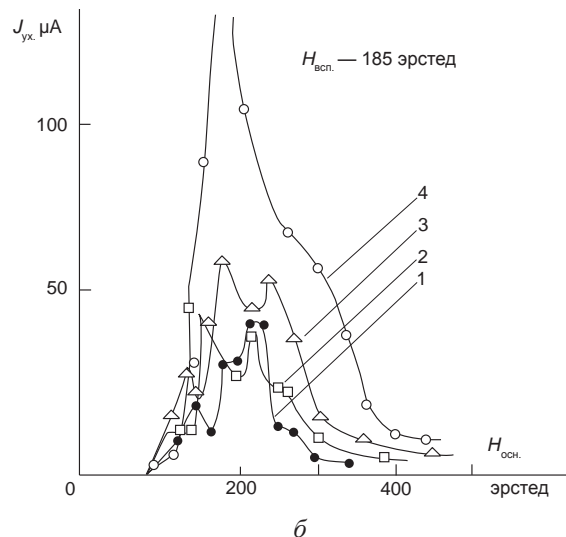 J ух. μA
H всп. — 185 эрстед
100
4
3
2
1
50
H осн.
0
200
400
эрстед
б